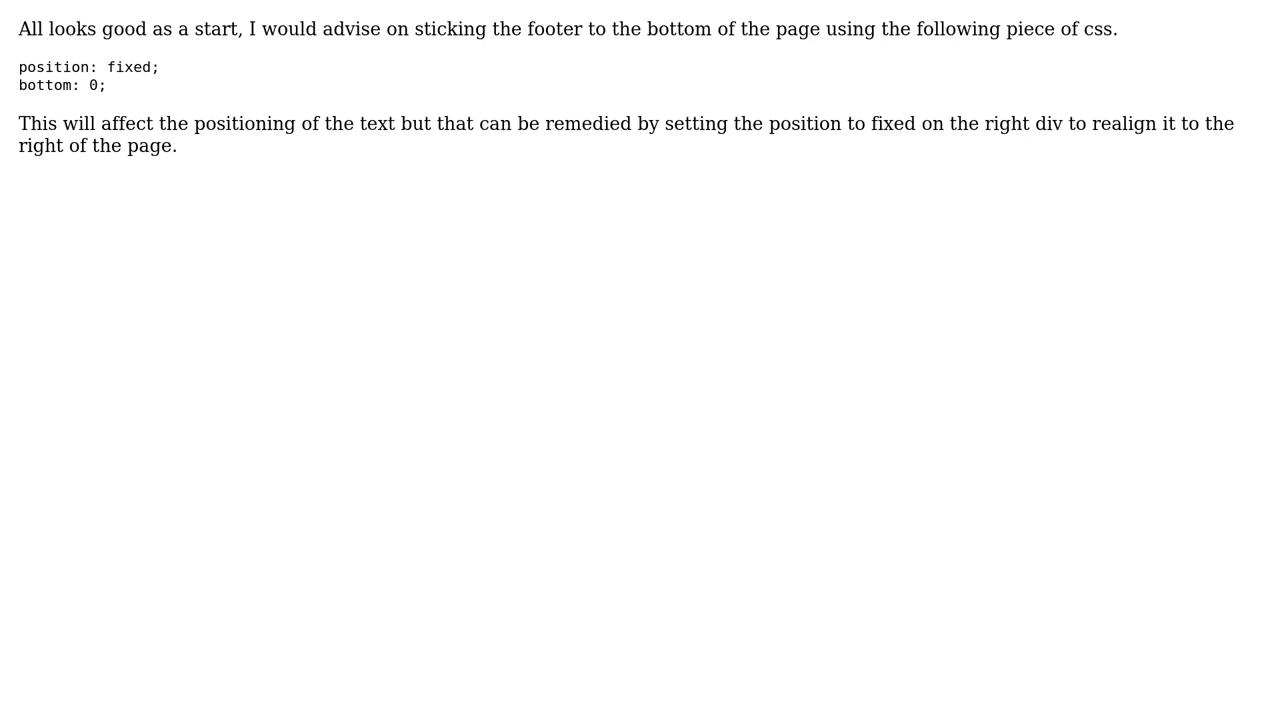 All looks good as a start, I would advise on sticking the footer to the bottom of the page using the following piece of css.
position: fixed;
bottom: 0;
This will affect the positioning of the text but that can be remedied by setting the position to fixed on the right div to realign it to the
right of the page.